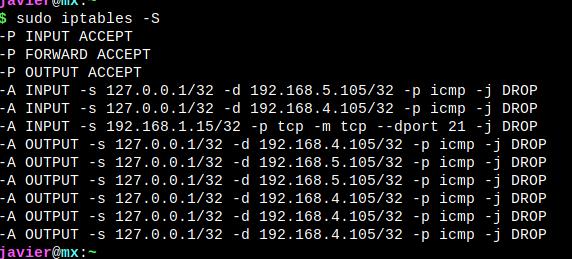 javier@mx:~
$ sudo iptables -S
-P INPUT ACCEPT
-P FORWARD ACCEPT
-P OUTPUT ACCEPT
-A INPUT -s 127.0.0.1/32 -d 192.168.5.105/32 -p icmp -j DROP
-A INPUT -s 127.0.0.1/32 -d 192.168.4.105/32 -p icmp -j DROP
-A INPUT -s 192.168.1.15/32 -p tcp -m tcp --dport 21 -j DROP
-A OUTPUT -s 127.0.0.1/32 -d 192.168.4.105/32 -p icmp -j DROP
-A OUTPUT -s 127.0.0.1/32 -d 192.168.5.105/32 -p icmp -j DROP
-A OUTPUT -s 127.0.0.1/32 -d 192.168.5.105/32 -p icmp -j DROP
-A OUTPUT -s 127.0.0.1/32 -d 192.168.4.105/32 -p icmp -j DROP
-A OUTPUT -s 127.0.0.1/32 -d 192.168.4.105/32 -p icmp -j DROP
-A OUTPUT -s 127.0.0.1/32 -d 192.168.4.105/32 -p icmp -j DROP
javier@mx:~